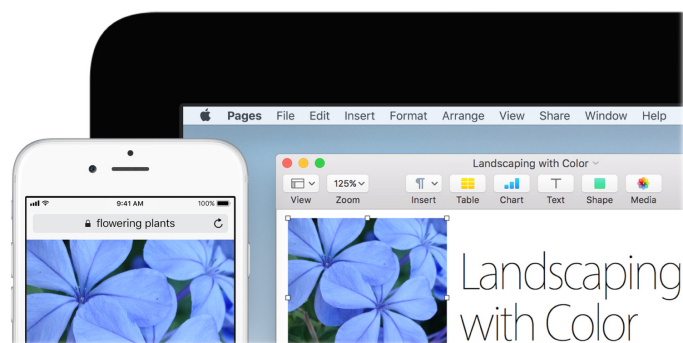 Pages File Edit Insert Format Arrange View Share Window Help
Landscaping with Color
125%
View Zoom Insert Table Chart Text Shape Media
9:41 AM 100%
flowering plants
Landscaping
with Color